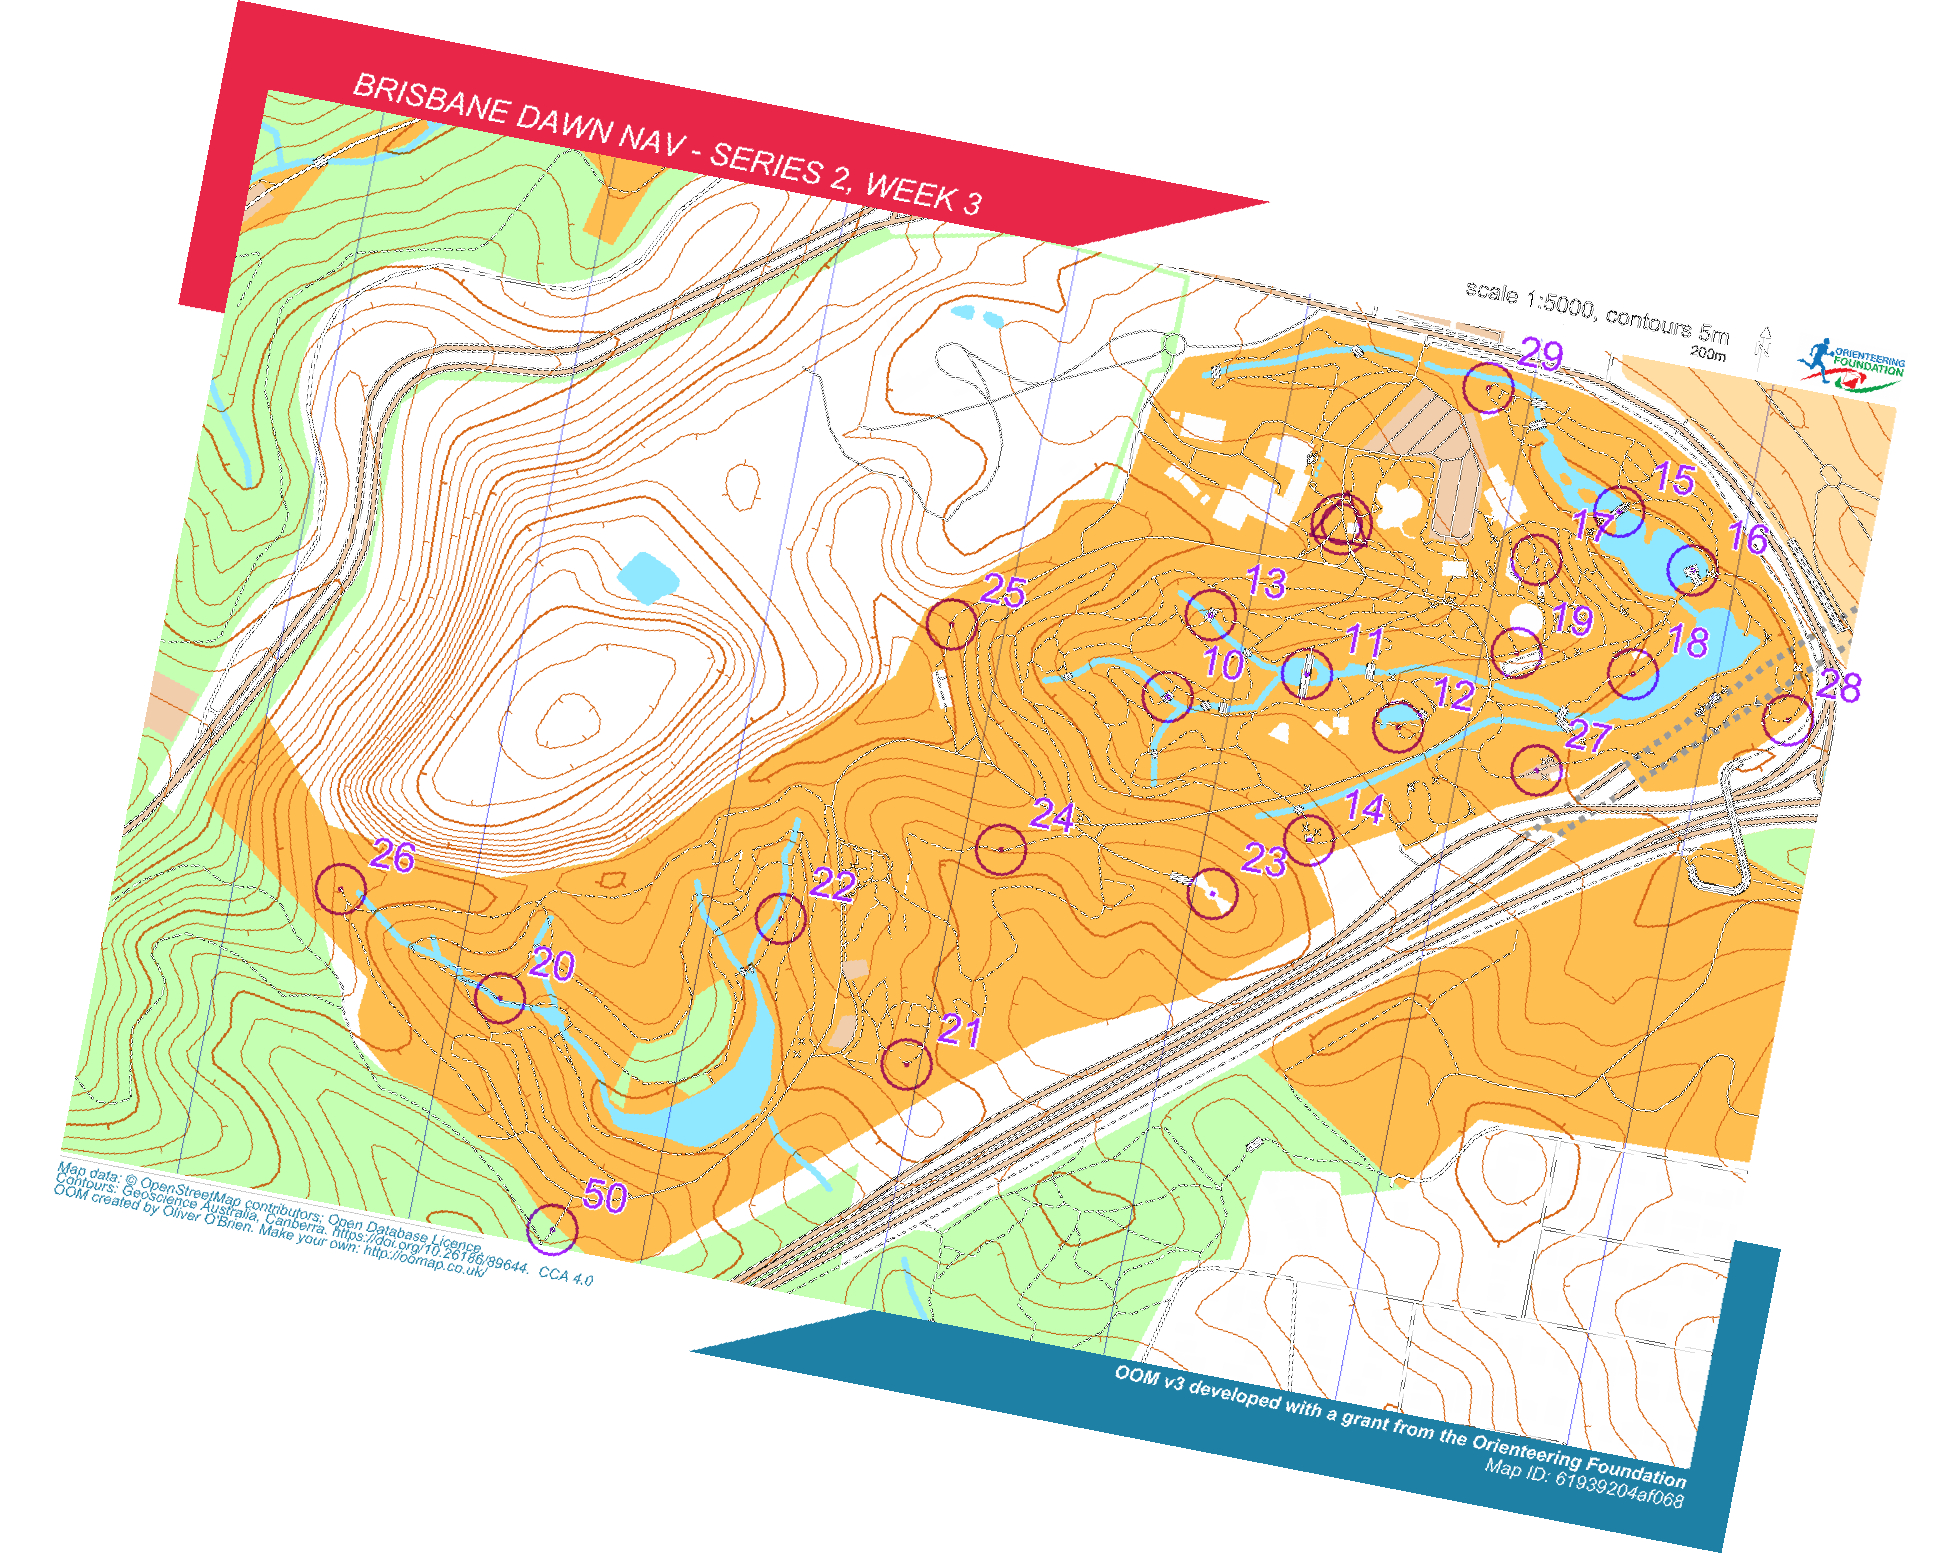 BRISBANE DAWN NAV - SERIES 2, WEEK 3
scale 1:5000, contours 5m
200m
N
ORIENTEERING
FOUNDATION
29
15
16
17
13
25
19
11
18
10
28
12
27
14
24
23
26
22
20
21
50
Map data: © OpenStreetMap contributors, Open Database Licence.
Contours: Geoscience Australia, Canberra. https://doi.org/10.26186/89644. CCA 4.0
OOM created by Oliver O'Brien. Make your own: http://oomap.co.uk/
OOM v3 developed with a grant from the Orienteering Foundation
Map ID: 61939204af068